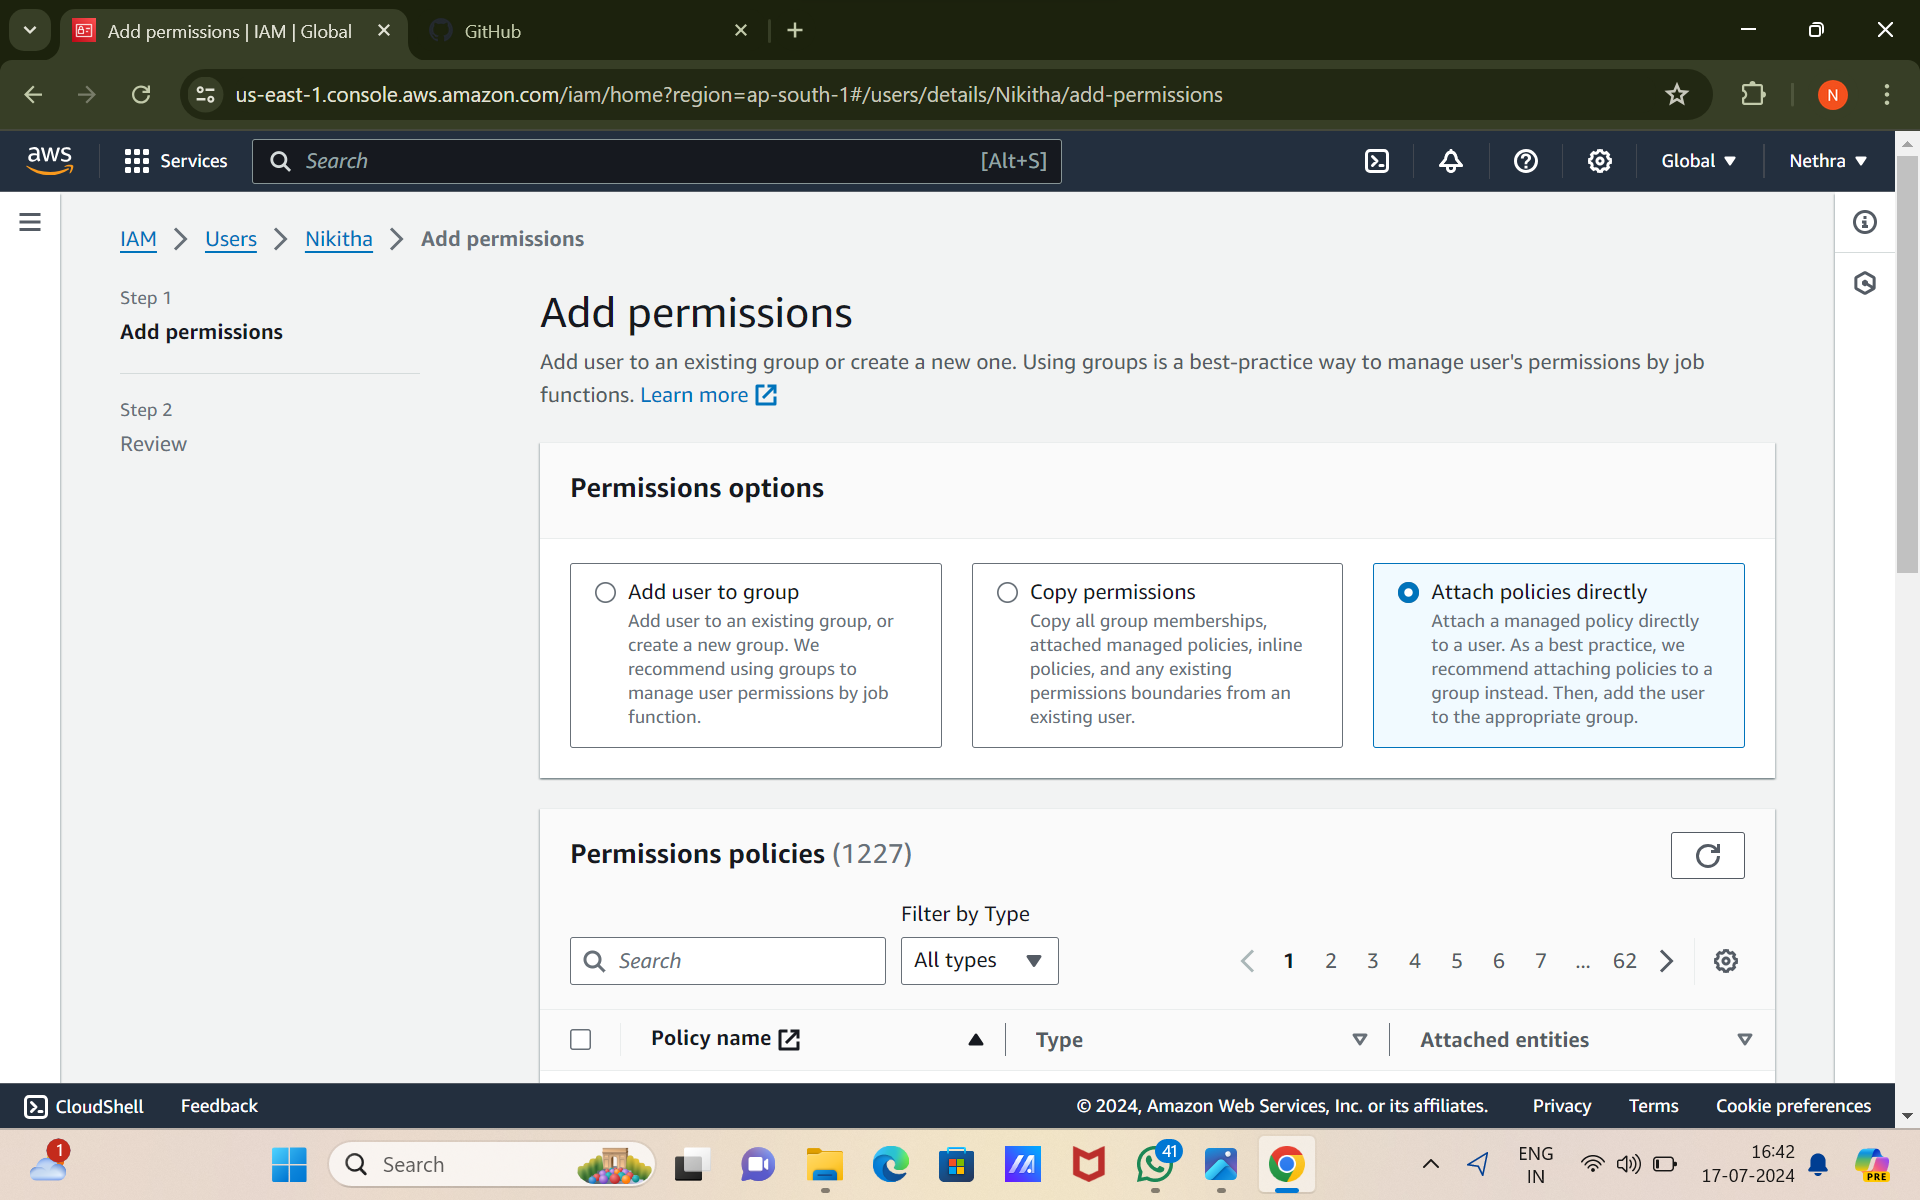 Add permissions | IAM | Global
GitHub
us-east-1.console.aws.amazon.com/iam/home?region=ap-south-1#/users/details/Nikitha/add-permissions
N
aws
Services
Search
[Alt+S]
Global
Nethra
IAM
Users
Nikitha
Add permissions
Step 1
Add permissions
Step 2
Review
Add permissions
Add user to an existing group or create a new one. Using groups is a best-practice way to manage user's permissions by job
functions. Learn more
Permissions options
Add user to group
Add user to an existing group, or
create a new group. We
recommend using groups to
manage user permissions by job
function.
Copy permissions
Copy all group memberships,
attached managed policies, inline
policies, and any existing
permissions boundaries from an
existing user.
Attach policies directly
Attach a managed policy directly
to a user. As a best practice, we
recommend attaching policies to a
group instead. Then, add the user
to the appropriate group.
Permissions policies (1227)
Filter by Type
Search
All types
1 2 3 4 5 6 7 ... 62
Policy name
Type
Attached entities
CloudShell
Feedback
© 2024, Amazon Web Services, Inc. or its affiliates.
Privacy
Terms
Cookie preferences
1
Search
41
ENG
IN
16:42
17-07-2024
PRE